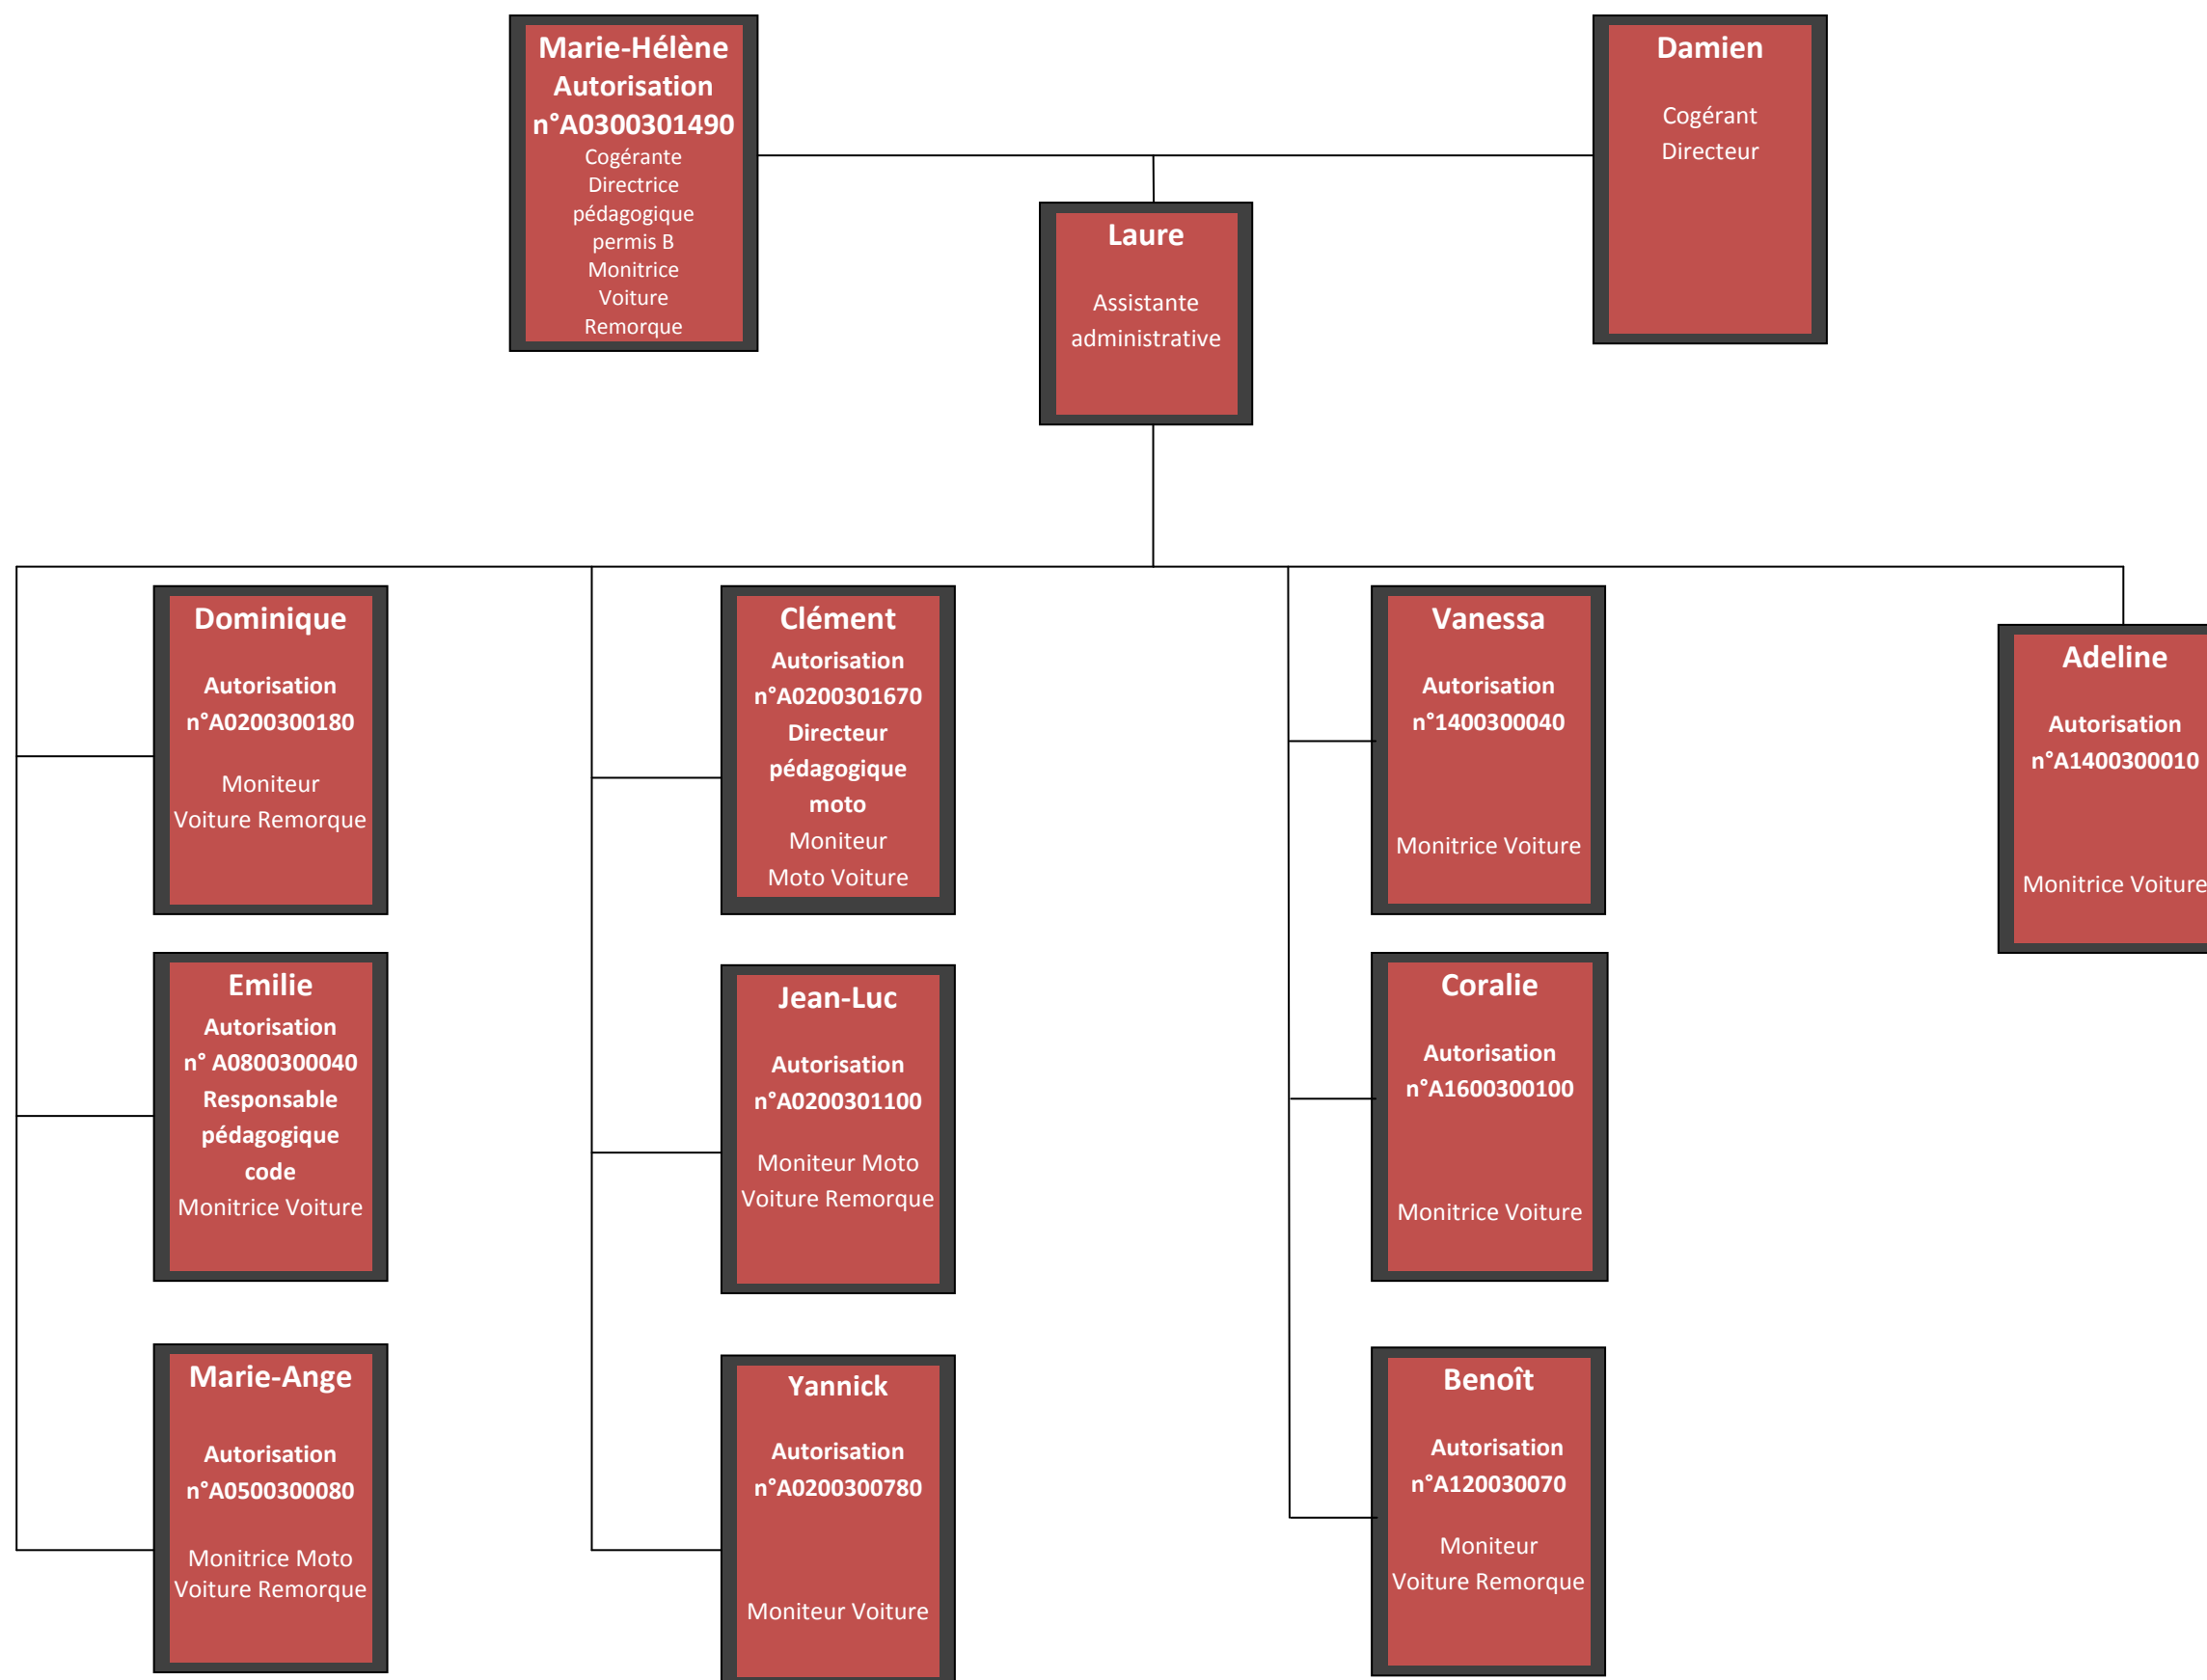 Marie-Hélène
Autorisation
n°A0300301490
Cogérante
Directrice
pédagogique
permis B
Monitrice
Voiture
Remorque
Damien
Cogérant
Directeur
Laure
Assistante
administrative
Dominique
Autorisation
n°A0200300180
Moniteur
Voiture Remorque
Clément
Autorisation
n°A0200301670
Directeur
pédagogique
moto
Moniteur
Moto Voiture
Vanessa
Autorisation
n°1400300040
Monitrice Voiture
Adeline
Autorisation
n°A1400300010
Monitrice Voiture
Emilie
Autorisation
n° A0800300040
Responsable
pédagogique
code
Monitrice Voiture
Jean-Luc
Autorisation
n°A0200301100
Moniteur Moto
Voiture Remorque
Coralie
Autorisation
n°A1600300100
Monitrice Voiture
Marie-Ange
Autorisation
n°A0500300080
Monitrice Moto
Voiture Remorque
Yannick
Autorisation
n°A0200300780
Moniteur Voiture
Benoît
Autorisation
n°A120030070
Moniteur
Voiture Remorque